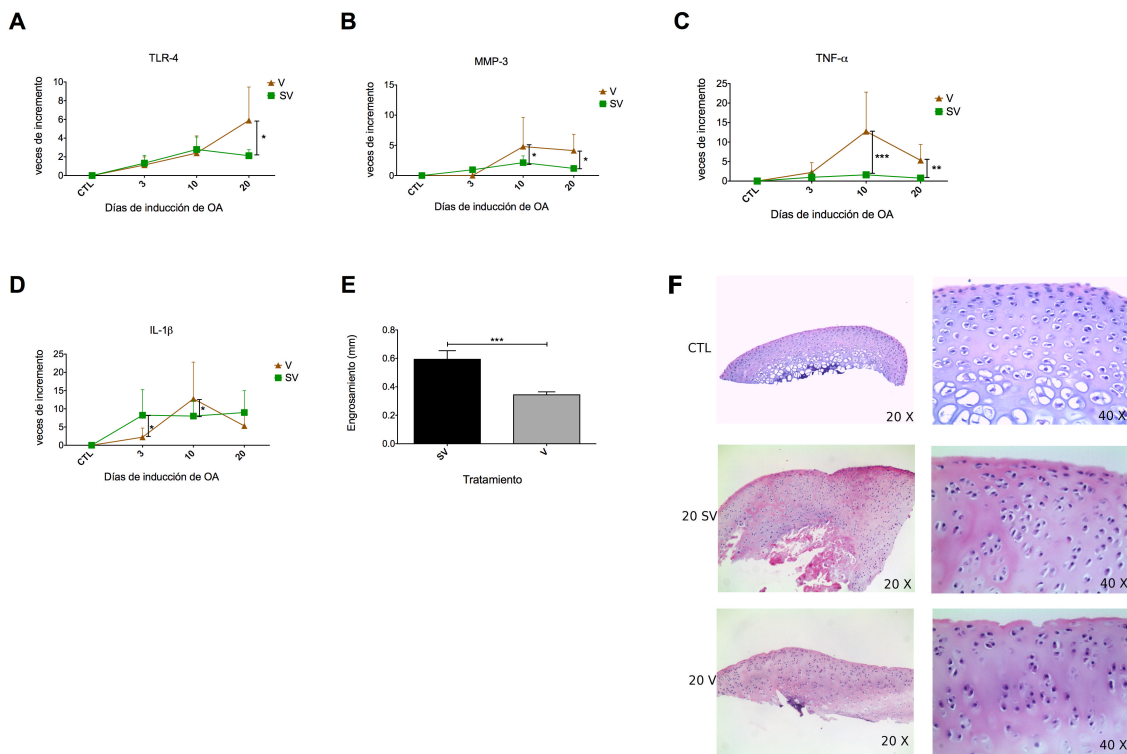 A
TLR-4
veces de incremento
10
8
6
4
2
0
CTL
3
10
20
Días de inducción de OA
V
SV
*
B
MMP-3
veces de incremento
15
10
5
0
CTL
3
10
20
Días de inducción de OA
V
SV
*
*
C
TNF-α
veces de incremento
25
20
15
10
5
0
CTL
3
10
20
Días de inducción de OA
V
SV
***
**
D
IL-1β
veces de incremento
25
20
15
10
5
0
CTL
3
10
20
Días de inducción de OA
V
SV
*
*
E
Engrosamiento (mm)
0.8
0.6
0.4
0.2
0.0
***
SV
V
Tratamiento
F
CTL
20 X
40 X
20 SV
20 X
40 X
20 V
20 X
40 X